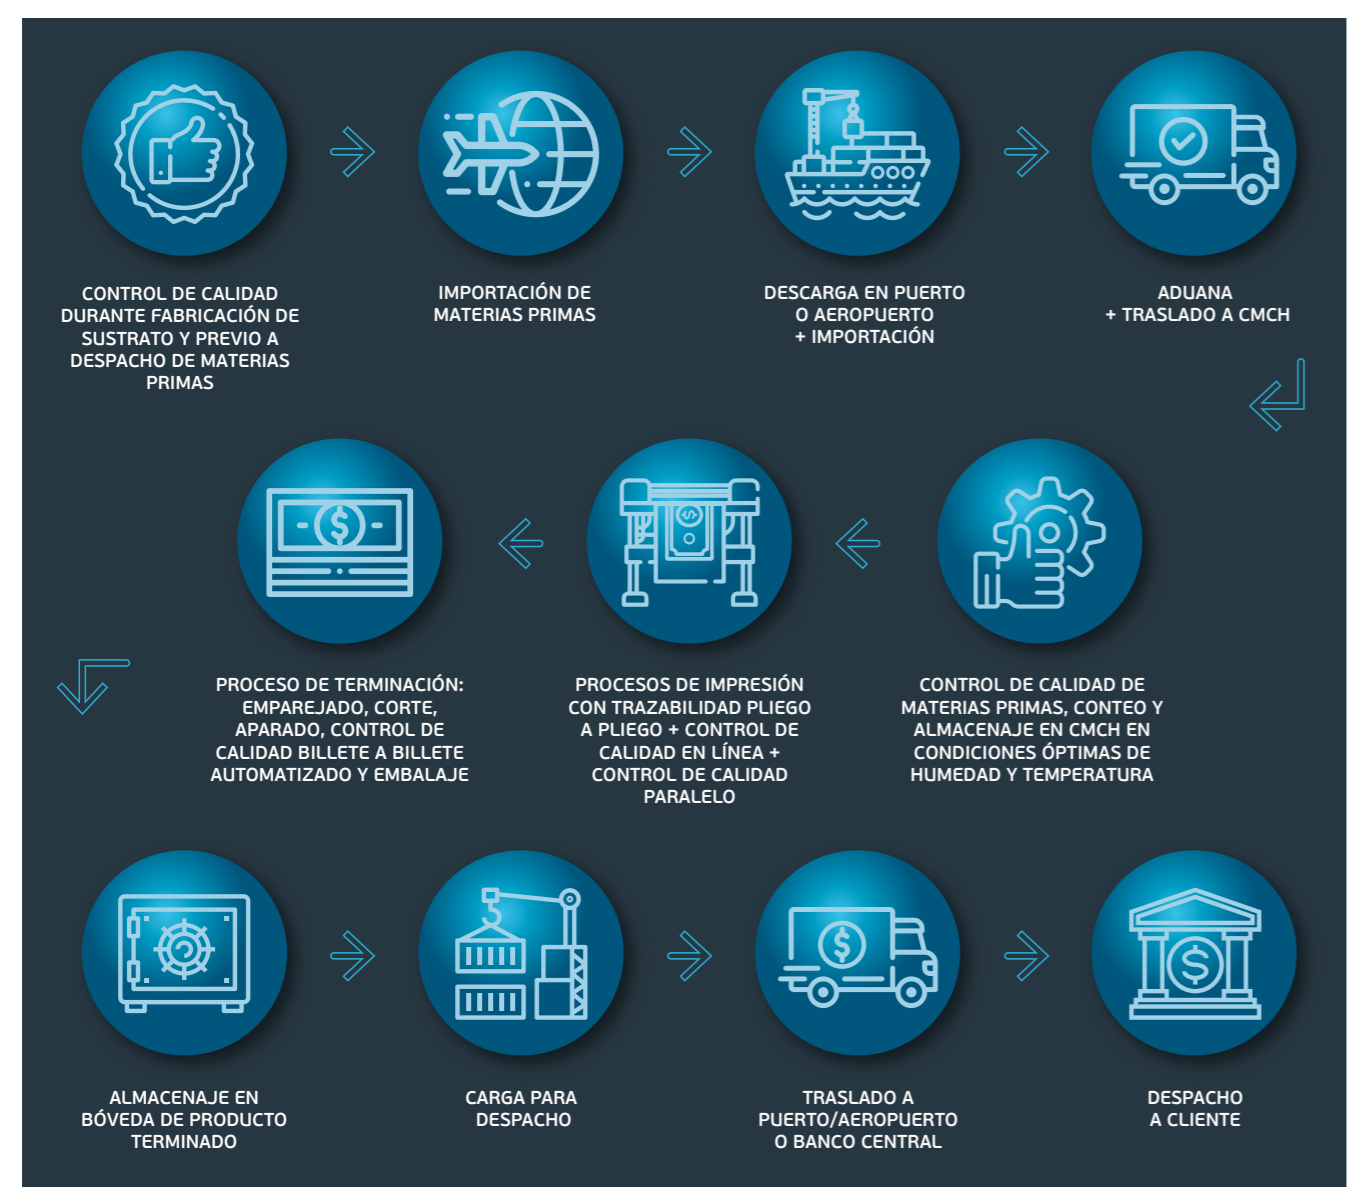 CONTROL DE CALIDAD
DURANTE FABRICACIÓN DE
SUSTRATO Y PREVIO A
DESPACHO DE MATERIAS
PRIMAS
IMPORTACIÓN DE
MATERIAS PRIMAS
DESCARGA EN PUERTO
O AEROPUERTO
+ IMPORTACIÓN
ADUANA
+ TRASLADO A CMCH
CONTROL DE CALIDAD DE
MATERIAS PRIMAS, CONTEO Y
ALMACENAJE EN CMCH EN
CONDICIONES ÓPTIMAS DE
HUMEDAD Y TEMPERATURA
PROCESOS DE IMPRESIÓN
CON TRAZABILIDAD PLIEGO
A PLIEGO + CONTROL DE
CALIDAD EN LÍNEA +
CONTROL DE CALIDAD
PARALELO
PROCESO DE TERMINACIÓN:
EMPAREJADO, CORTE,
APARADO, CONTROL DE
CALIDAD BILLETE A BILLETE
AUTOMATIZADO Y EMBALAJE
ALMACENAJE EN
BÓVEDA DE PRODUCTO
TERMINADO
CARGA PARA
DESPACHO
TRASLADO A
PUERTO/AEROPUERTO
O BANCO CENTRAL
DESPACHO
A CLIENTE